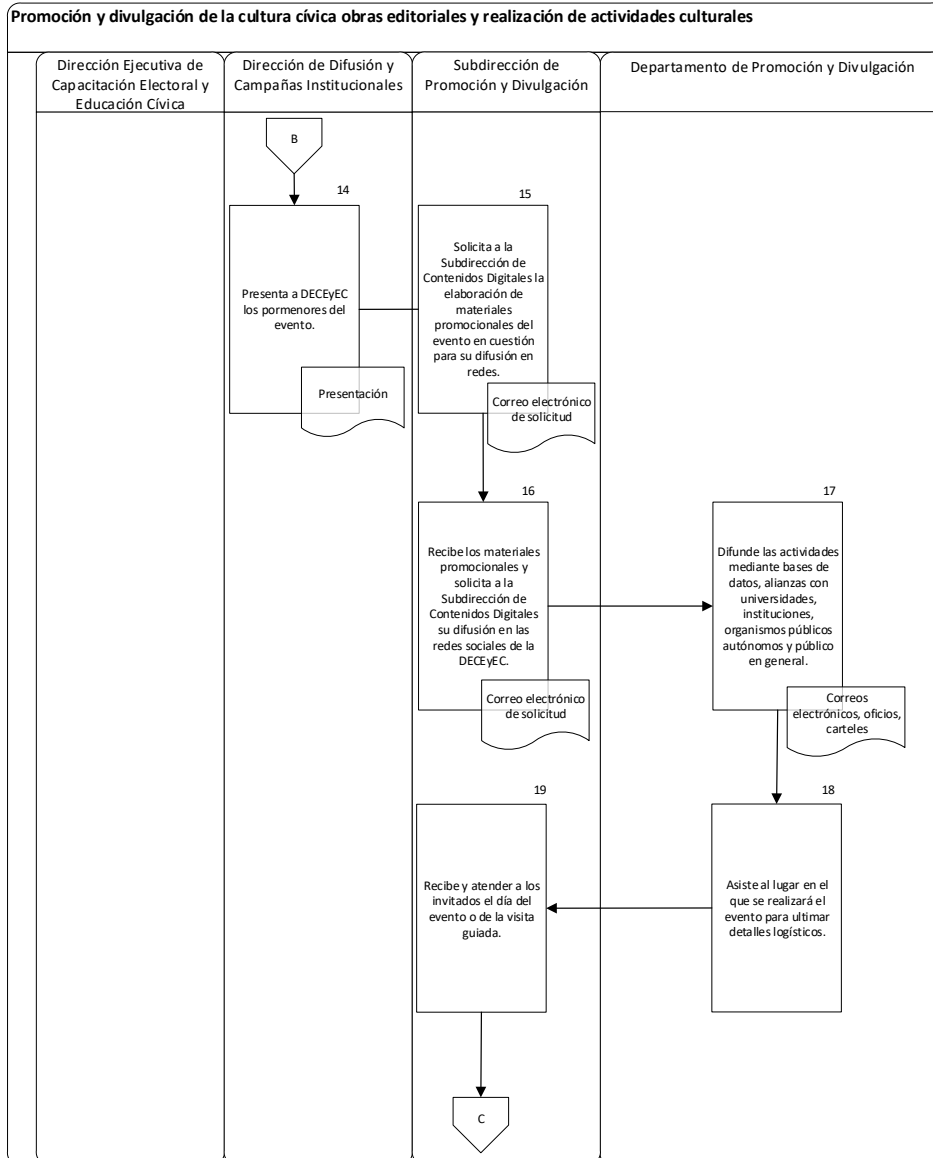 Promoción y divulgación de la cultura cívica obras editoriales y realización de actividades culturales
Dirección Ejecutiva de
Capacitación Electoral y
Educación Cívica
Dirección de Difusión y
Campañas Institucionales
Subdirección de
Promoción y Divulgación
Departamento de Promoción y Divulgación
B
14
Presenta a DECEyEC
los pormenores del
evento.
Presentación
15
Solicita a la
Subdirección de
Contenidos Digitales la
elaboración de
materiales
promocionales del
evento en cuestión
para su difusión en
redes.
Correo electrónico
de solicitud
16
Recibe los materiales
promocionales y
solicita a la
Subdirección de
Contenidos Digitales
su difusión en las
redes sociales de la
DECEyEC.
Correo electrónico
de solicitud
17
Difunde las actividades
mediante bases de
datos, alianzas con
universidades,
instituciones,
organismos públicos
autónomos y público
en general.
Correos
electrónicos, oficios,
carteles
18
Asiste al lugar en el
que se realizará el
evento para ultimar
detalles logísticos.
19
Recibe y atender a los
invitados el día del
evento o de la visita
guiada.
C